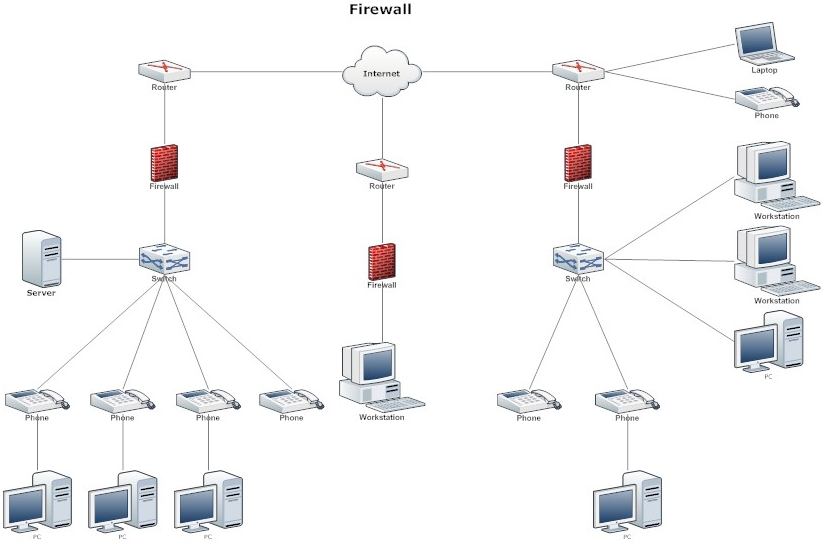 Firewall
Internet
Router
Router
Laptop
Phone
Firewall
Router
Firewall
Workstation
Server
Switch
Firewall
Switch
Workstation
PC
Phone
Phone
Phone
Phone
Workstation
Phone
Phone
PC
PC
PC
PC